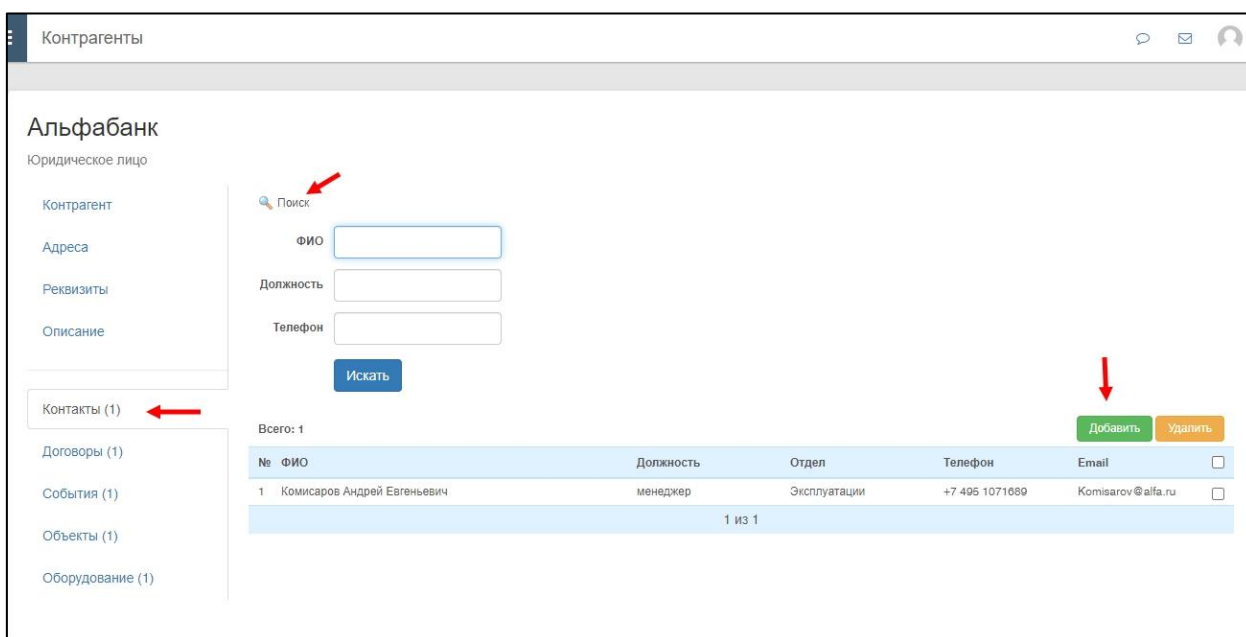 Контрагенты
Альфабанк
Юридическое лицо
Контрагент
Адреса
Реквизиты
Описание
Контакты (1)
Договоры (1)
События (1)
Объекты (1)
Оборудование (1)
Поиск
ФИО
Должность
Телефон
Искать
Всего: 1 Добавить Удалить
№ ФИО Должность Отдел Телефон Email
1 Комисаров Андрей Евгеньевич менеджер Эксплуатации +7 495 1071689 Komisarov@alfa.ru
1 из 1